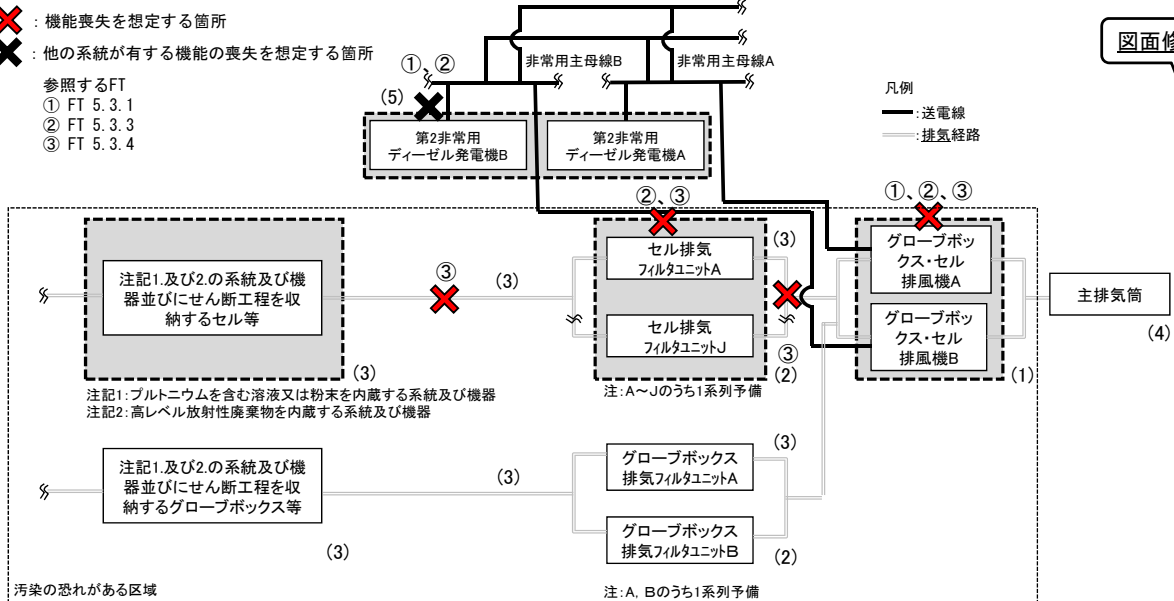 ：機能喪失を想定する箇所
：他の系統が有する機能の喪失を想定する箇所
参照するFT
① FT 5.3.1
② FT 5.3.3
③ FT 5.3.4
①、②
(5)
非常用主母線B
非常用主母線A
第2非常用
ディーゼル発電機B
第2非常用
ディーゼル発電機A
図面修
凡例
:送電線
:排気経路
②、③
①、②、③
注記1.及び2.の系統及び機
器並びにせん断工程を収
納するセル等
(3)
③
(3)
セル排気
フィルタユニットA
(3)
セル排気
フィルタユニットJ
③
(2)
グローブボッ
クス・セル
排風機A
グローブボッ
クス・セル
排風機B
(1)
主排気筒
(4)
注記1:プルトニウムを含む溶液又は粉末を内蔵する系統及び機器
注記2:高レベル放射性廃棄物を内蔵する系統及び機器
注:A～Jのうち1系列予備
注記1.及び2.の系統及び機
器並びにせん断工程を収
納するグローブボックス等
(3)
(3)
グローブボックス
排気フィルタユニットA
(3)
グローブボックス
排気フィルタユニットB
(2)
注:A, Bのうち1系列予備
汚染の恐れがある区域